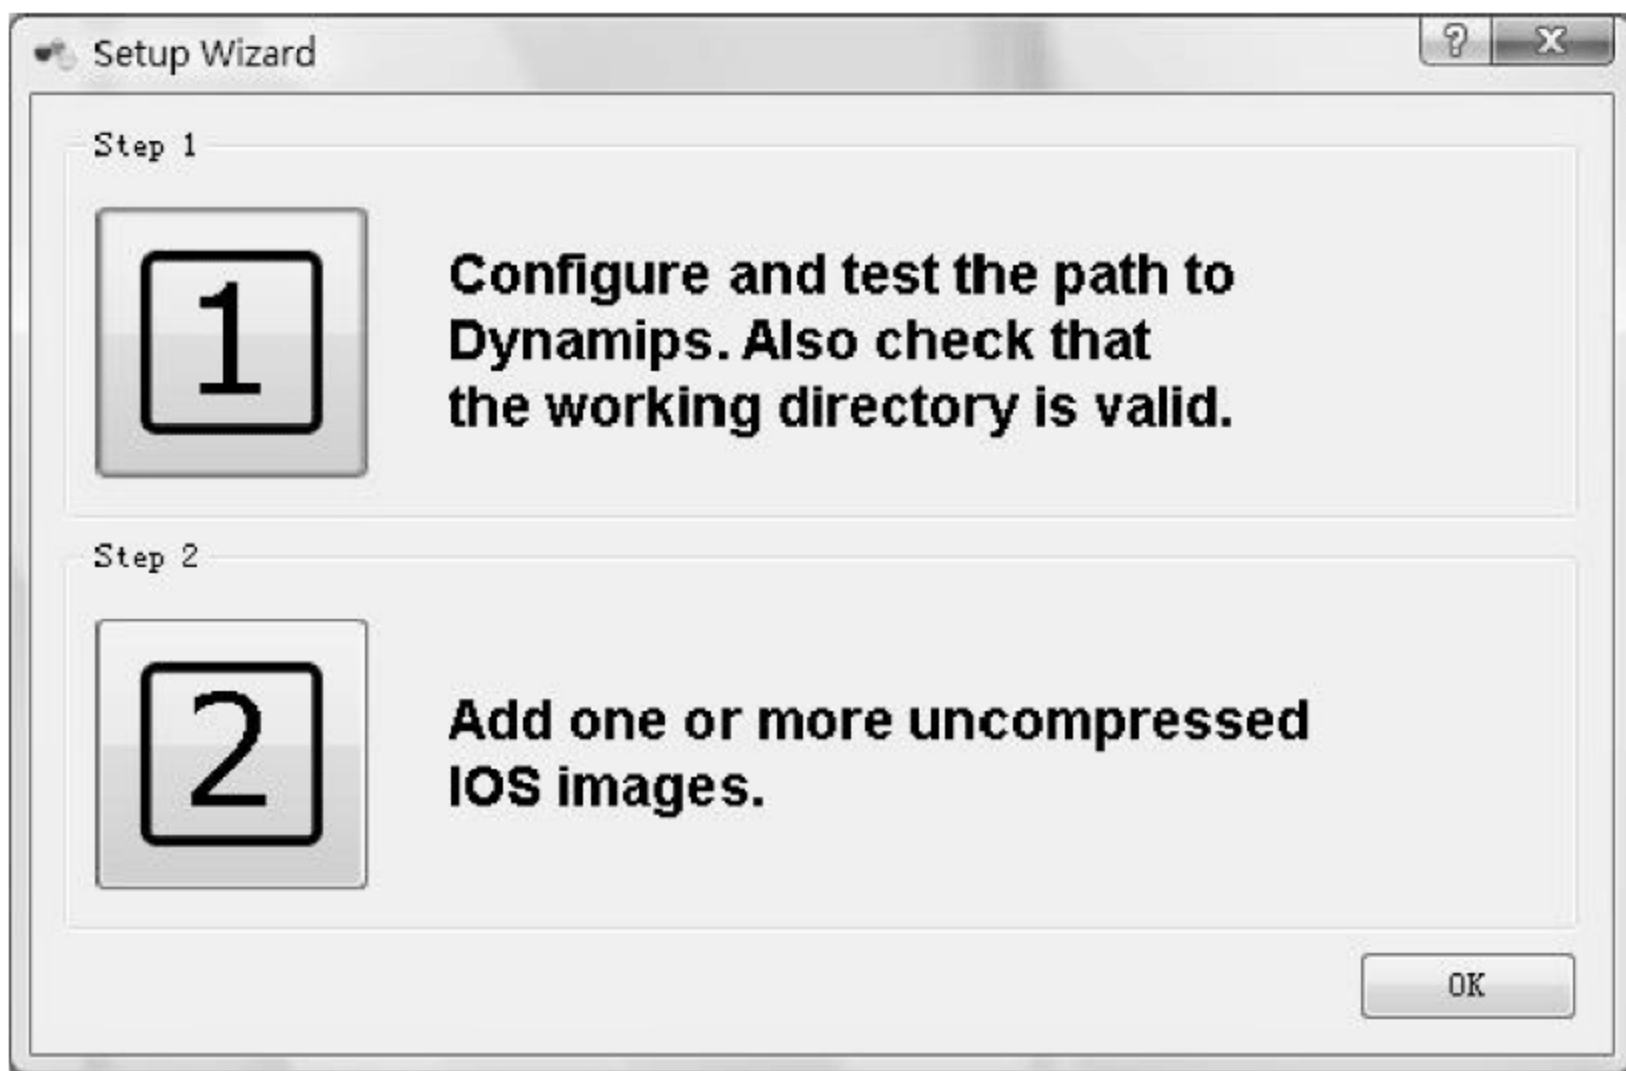 Setup Wizard
?
X
Step 1
1
Configure and test the path to
Dynamips. Also check that
the working directory is valid.
Step 2
2
Add one or more uncompressed
IOS images.
OK